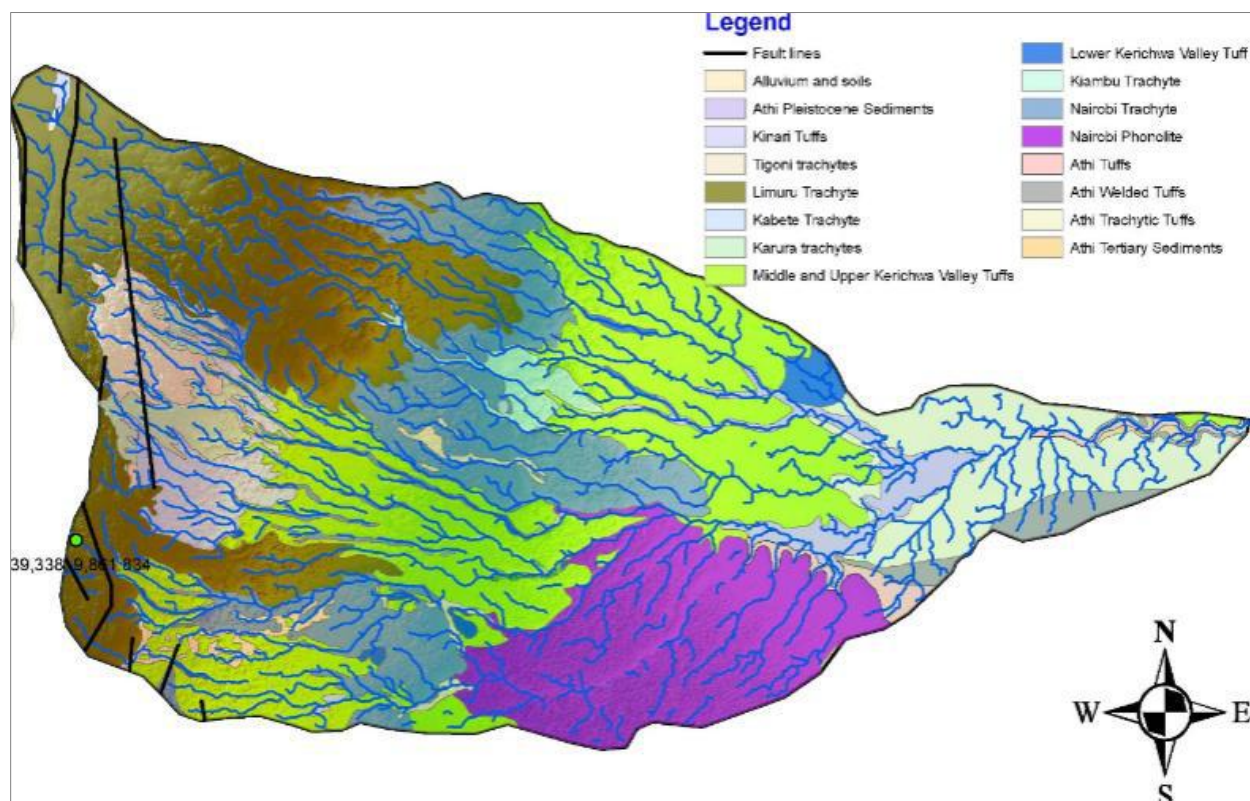 Legend
Fault lines
Alluvium and soils
Athi Pleistocene Sediments
Kinari Tuffs
Tigoni trachytes
Limuru Trachyte
Kabete Trachyte
Karura trachytes
Middle and Upper Kerichwa Valley Tuffs
Lower Kerichwa Valley Tuff
Kiambu Trachyte
Nairobi Trachyte
Nairobi Phonolite
Athi Tuffs
Athi Welded Tuffs
Athi Trachytic Tuffs
Athi Tertiary Sediments
N
W
E
S